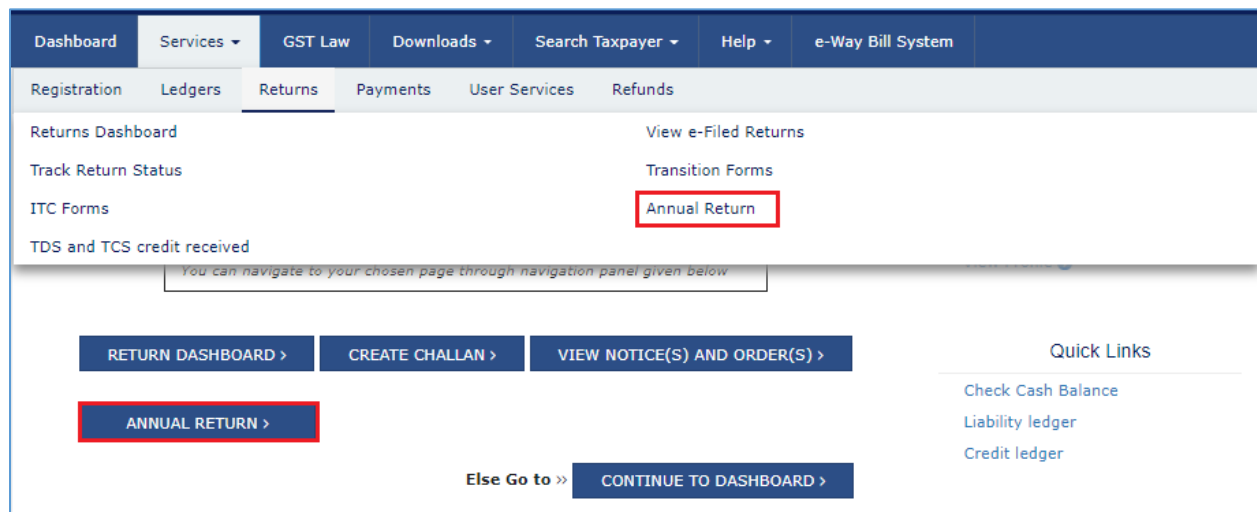 Dashboard Services GST Law Downloads Search Taxpayer Help e-Way Bill System
Registration Ledgers Returns Payments User Services Refunds
Returns Dashboard View e-Filed Returns
Track Return Status Transition Forms
ITC Forms Annual Return
TDS and TCS credit received
You can navigate to your chosen page through navigation panel given below
RETURN DASHBOARD > CREATE CHALLAN > VIEW NOTICE(S) AND ORDER(S) > Quick Links
Check Cash Balance
ANNUAL RETURN > Liability ledger
Credit ledger
Else Go to » CONTINUE TO DASHBOARD >